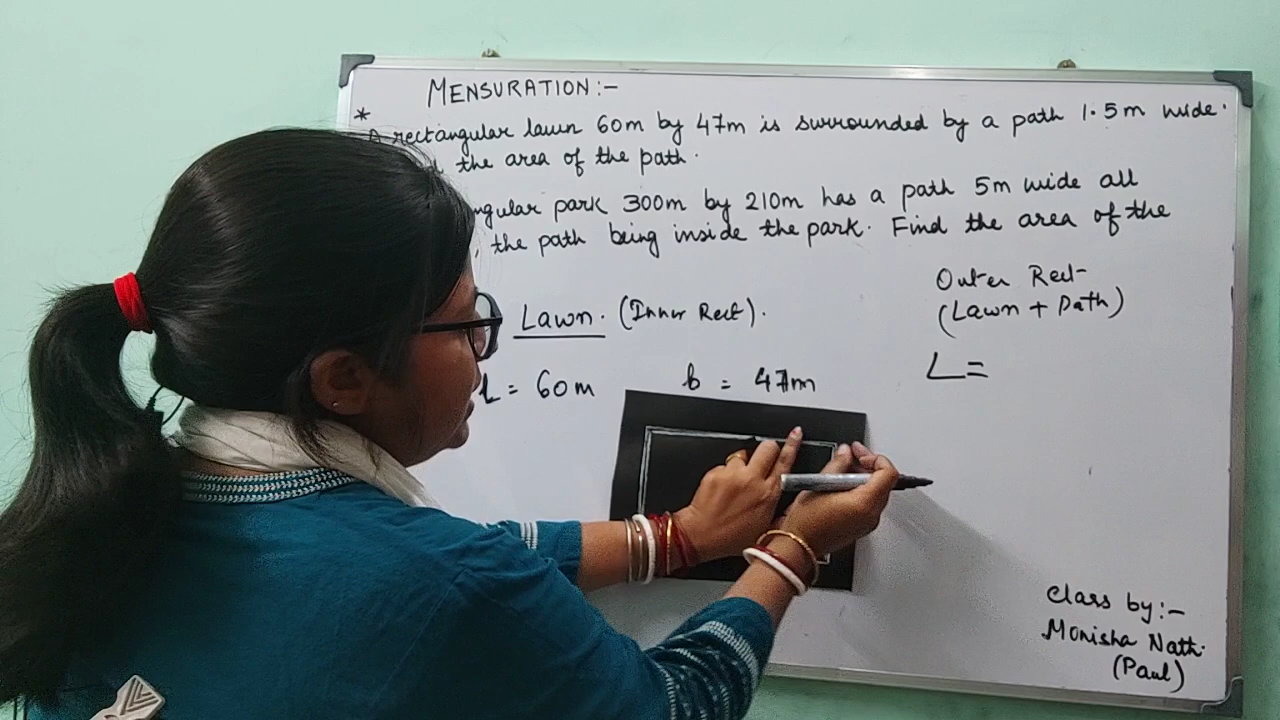 MENSURATION:-
*
A rectangular lawn 60m by 47m is surrounded by a path 1.5m wide.
the area of the path.
park 300m by 210m has a path 5m wide all
, the path being inside the park. Find the area of the
Outer Rect-
Lawn. (Inner Rect).
(Lawn + Path)
l = 60m b = 47m
L=
Class by:-
Monisha Nath.
(Paul)